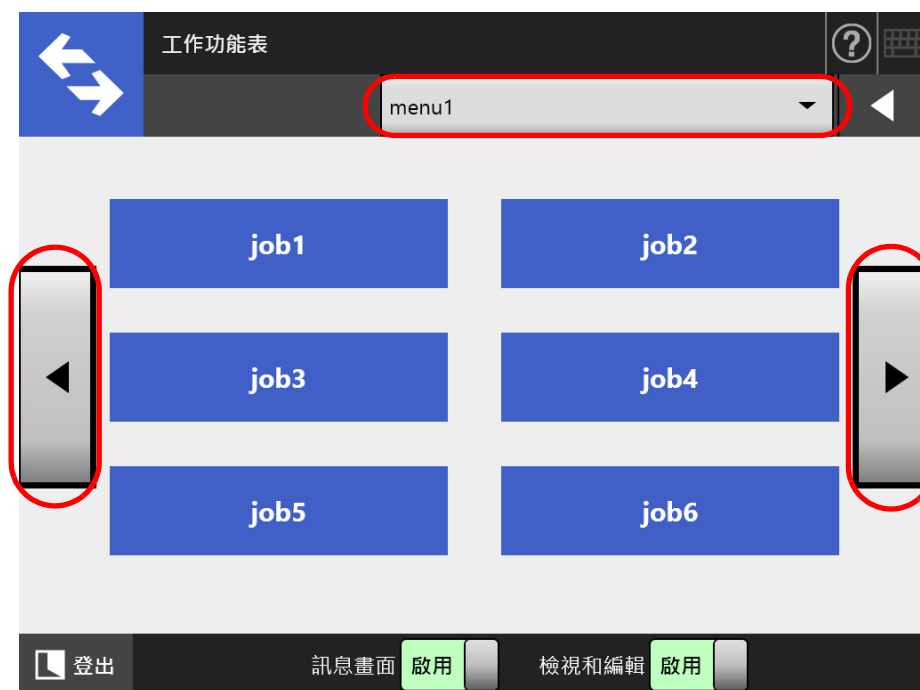 工作功能表
?
menu1
job1
job2
job3
job4
job5
job6
登出
訊息畫面 啟用
檢視和編輯 啟用